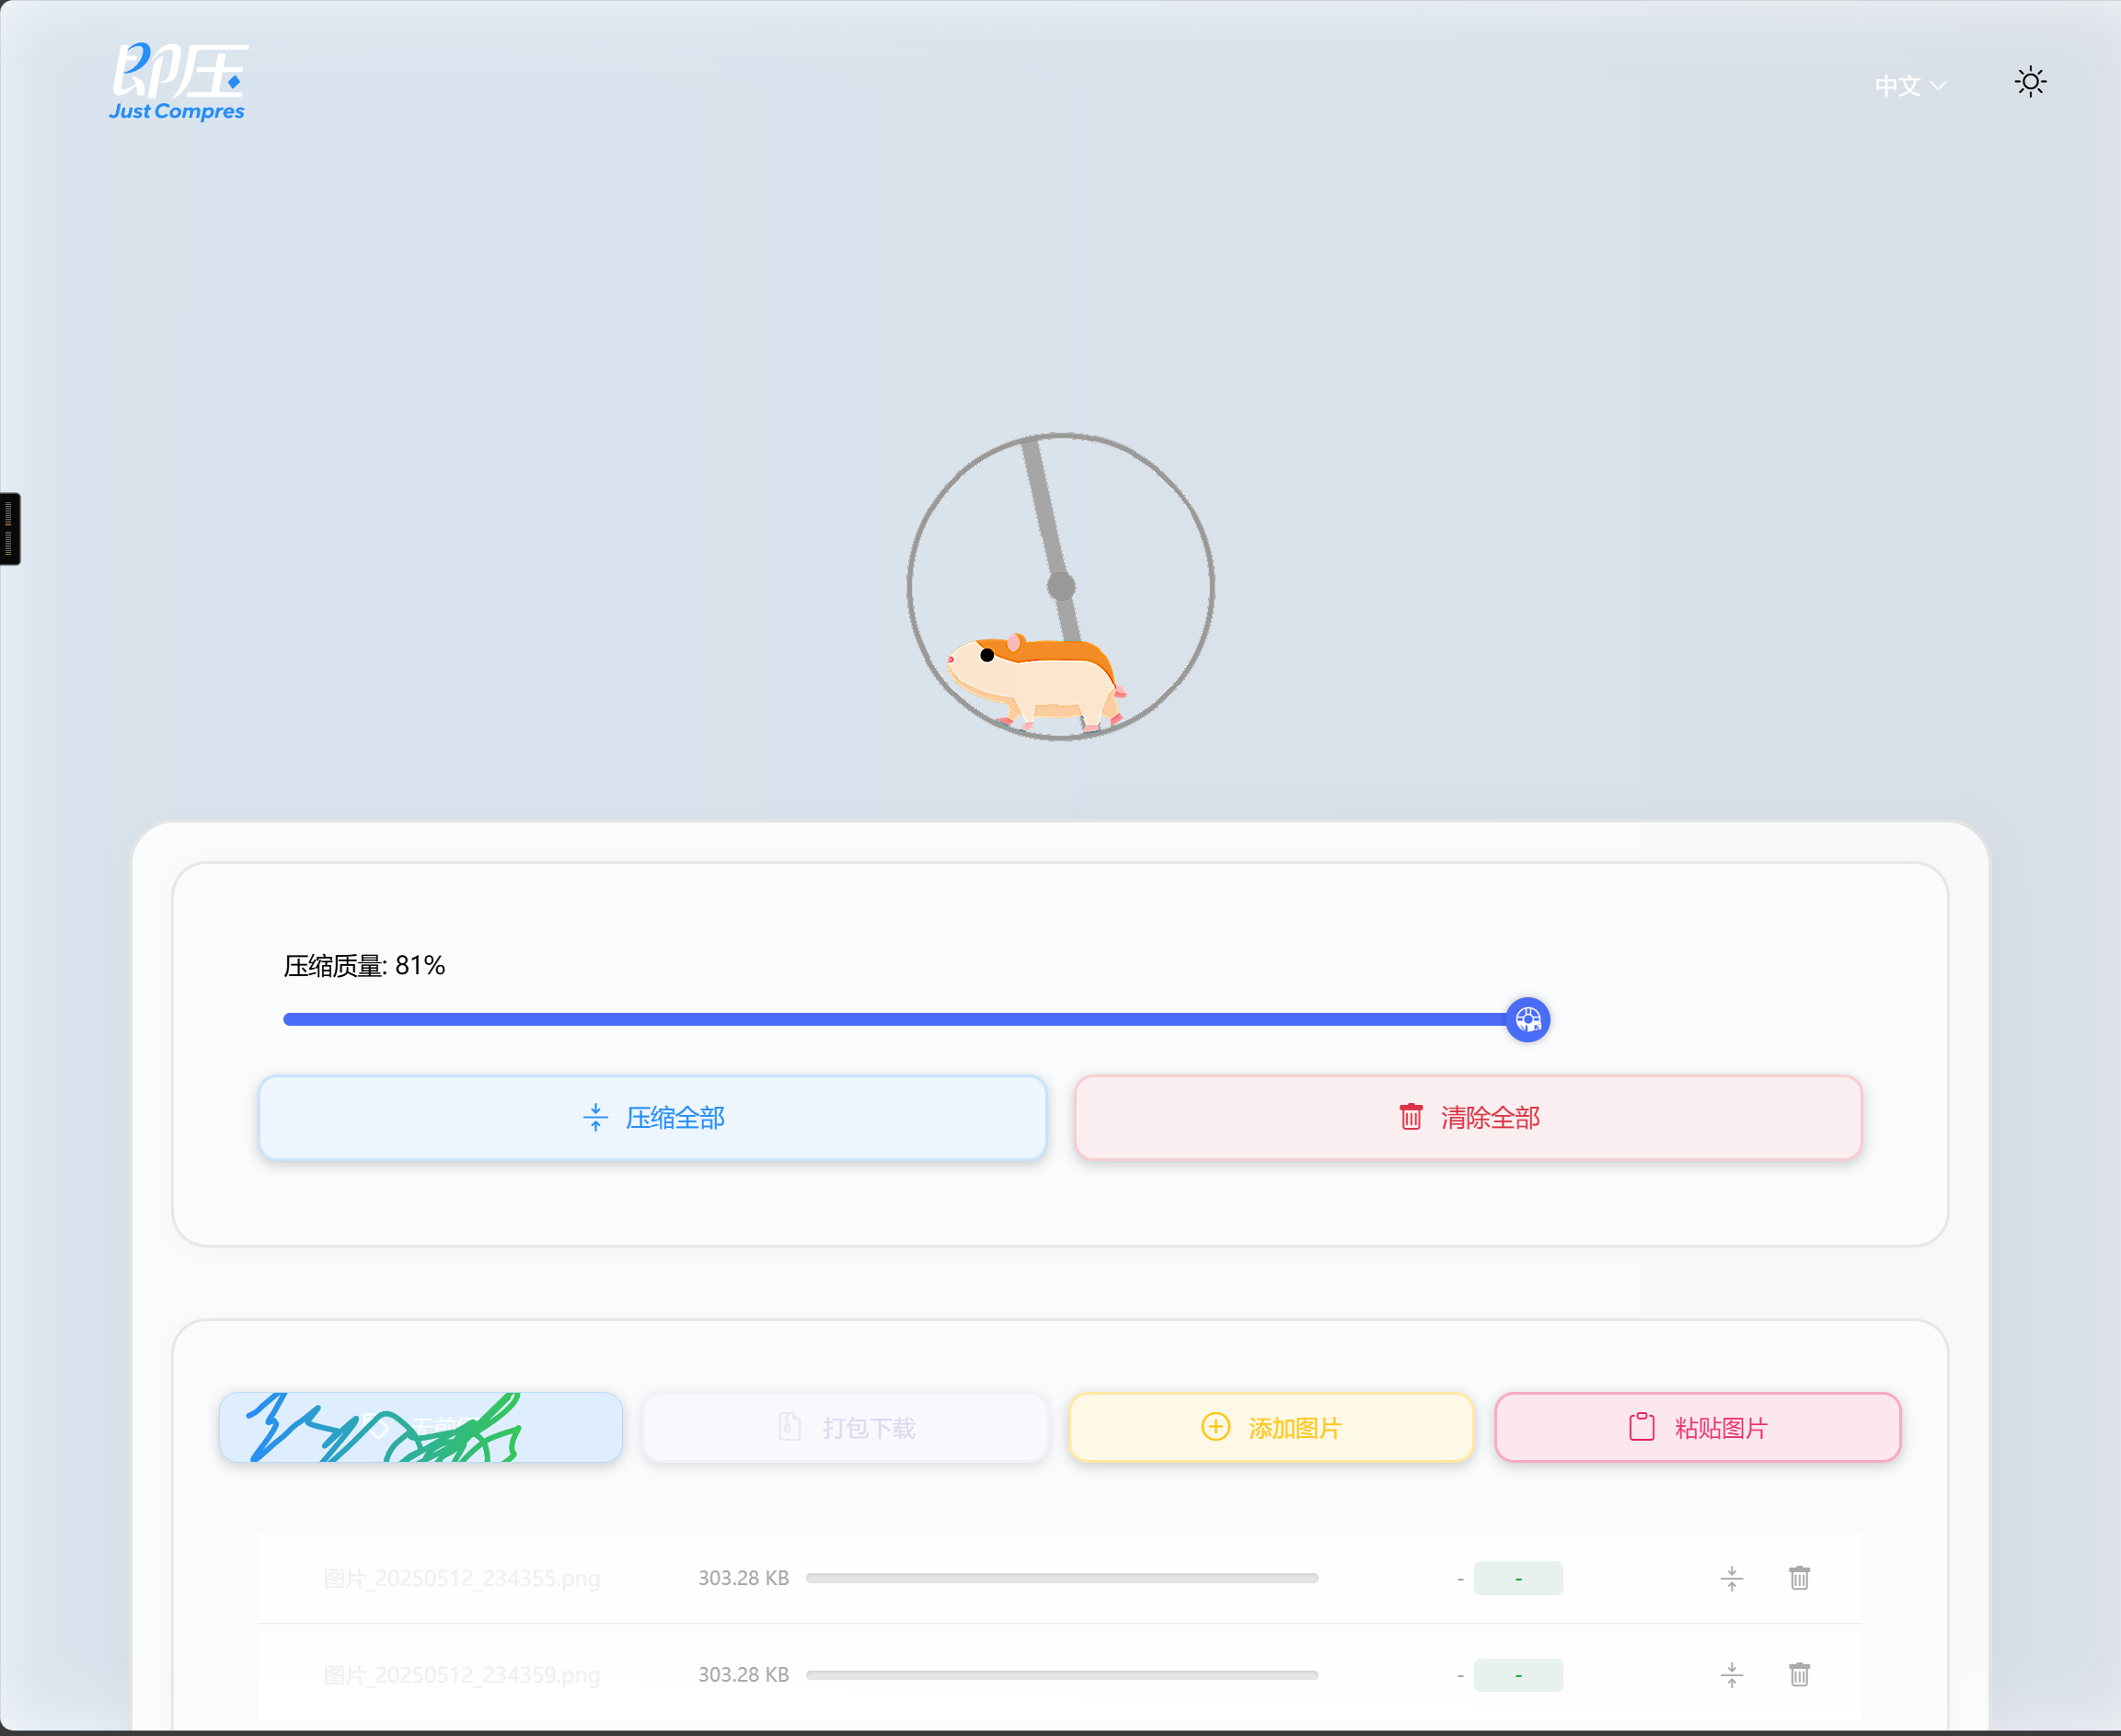 即压
Just Compres
中文
压缩质量: 81%
压缩全部
清除全部
打包下载
添加图片
粘贴图片
图片_20250512_234355.png 303.28 KB - -
图片_20250512_234359.png 303.28 KB - -